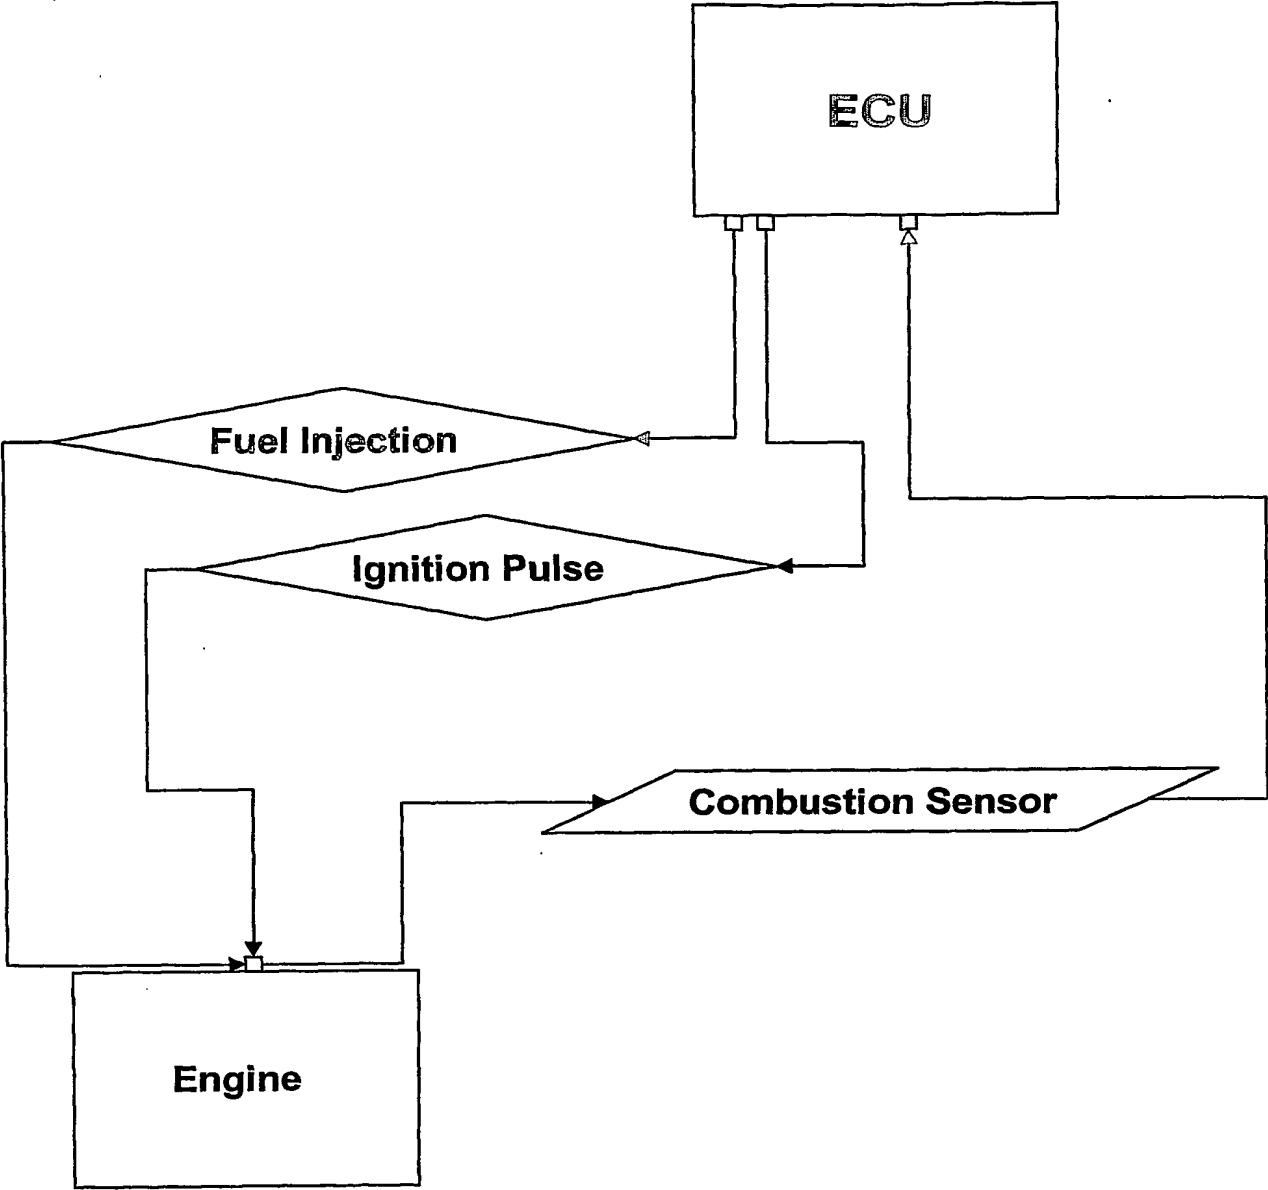 ECU
Fuel Injection
Ignition Pulse
Combustion Sensor
Engine